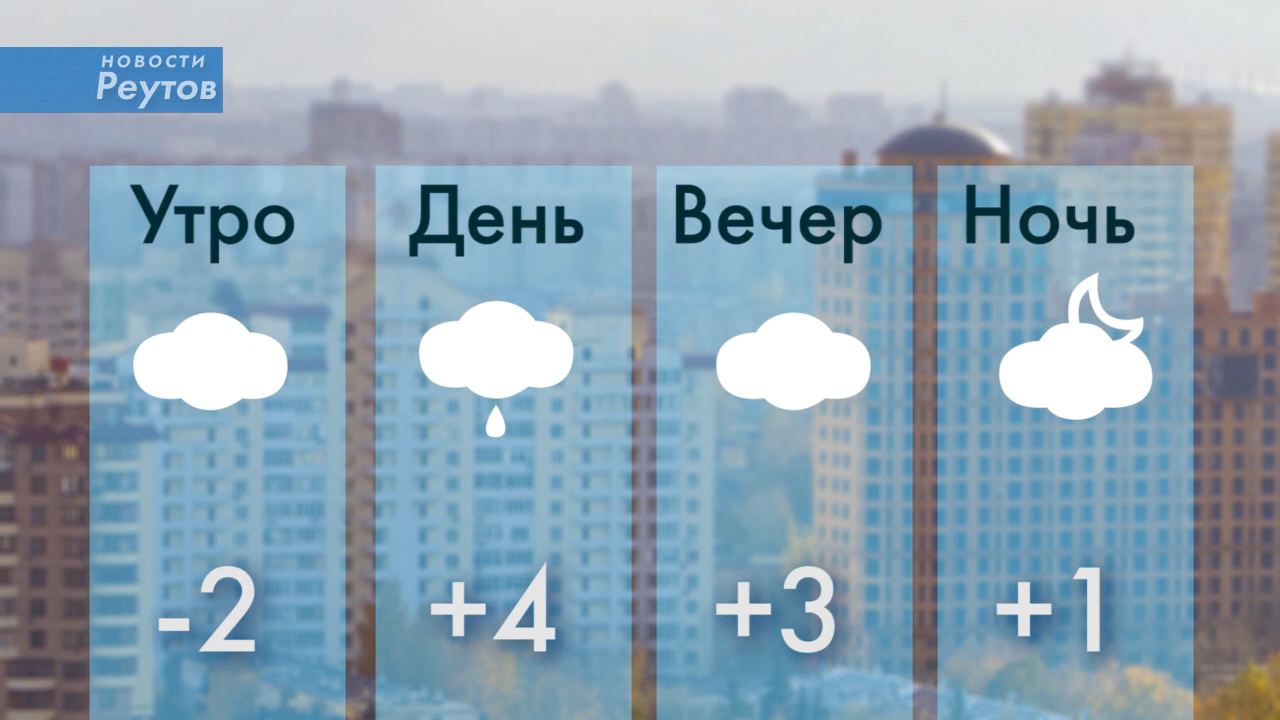 НОВОСТИ
Реутов
Утро
День
Вечер
Ночь
-2
+4
+3
+1